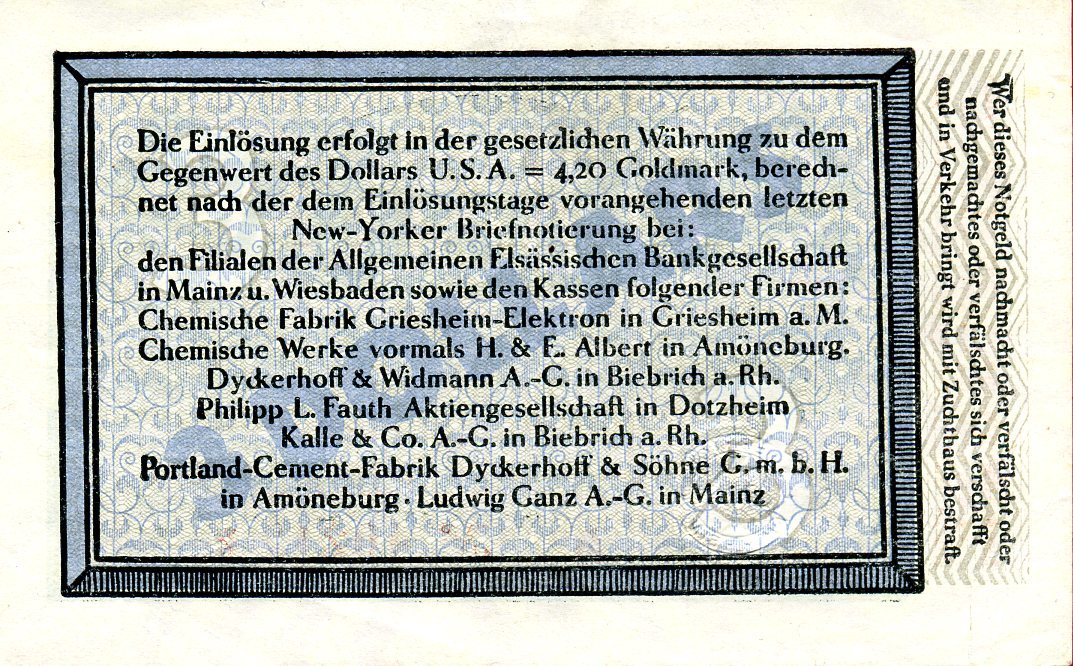 Die Einlösung erfolgt in der gesetzlichen Währung zu dem
Gegenwert des Dollars U.S.A. = 4,20 Goldmark, berech-
net nach der dem Einlösungstage vorangehenden letzten
New-Yorker Briefnotierung bei:
den Filialen der Allgemeinen Elsässischen Bankgesellschaft
in Mainz u. Wiesbaden sowie den Kassen folgender Firmen:
Chemische Fabrik Griesheim-Elektron in Griesheim a. M.
Chemische Werke vormals H. & E. Albert in Amöneburg.
Dyckerhoff & Widmann A.-G. in Biebrich a. Rh.
Philipp L. Fauth Aktiengesellschaft in Dotzheim
Kalle & Co. A.-G. in Biebrich a. Rh.
Portland-Cement-Fabrik Dyckerhoff & Söhne G.m.b.H.
in Amöneburg · Ludwig Ganz A.-G. in Mainz
Wer dieses Notgeld nachmacht oder verfälscht oder
nachgemachtes oder verfälschtes sich verschafft
und in Verkehr bringt wird mit Zuchthaus bestraft.